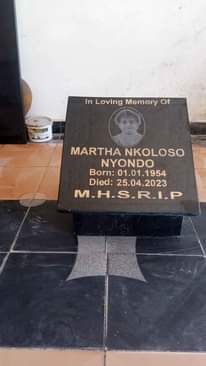 In Loving Memory Of
MARTHA NKOLOSO
NYONDO
Born: 01.01.1954
Died: 25.04.2023
M.H.S.R.I.P